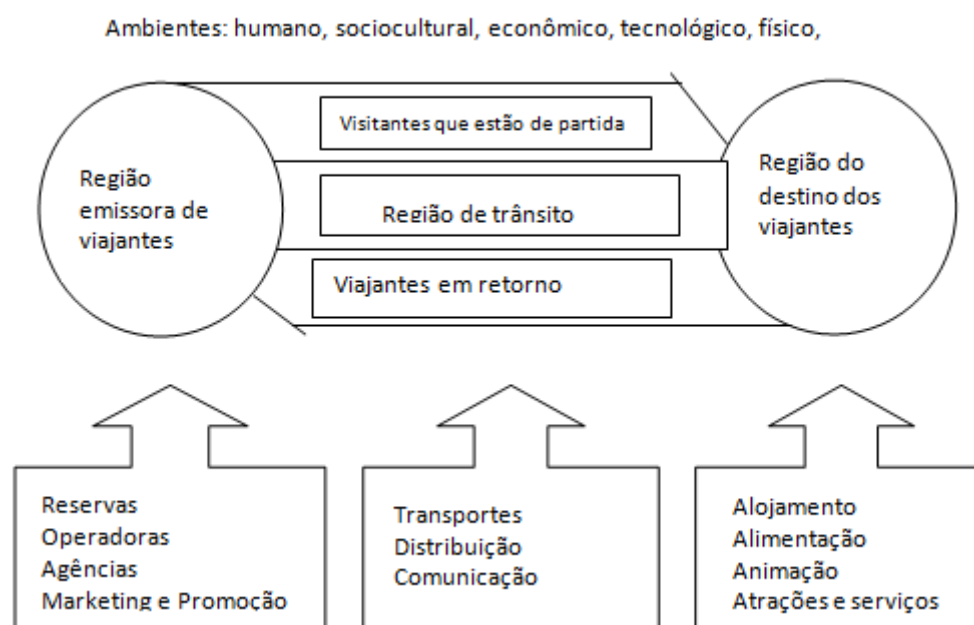 Ambientes: humano, sociocultural, econômico, tecnológico, físico,
Visitantes que estão de partida
Região
emissora de
viajantes
Região de trânsito
Região do
destino dos
viajantes
Viajantes em retorno
Reservas
Operadoras
Agências
Marketing e Promoção
Transportes
Distribuição
Comunicação
Alojamento
Alimentação
Animação
Atrações e serviços